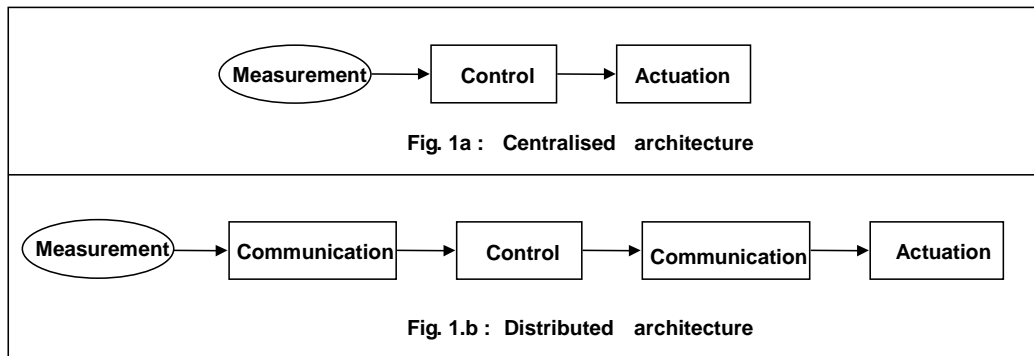 Measurement Control Actuation
Fig. 1a : Centralised architecture
Measurement Communication Control Communication Actuation
Fig. 1.b : Distributed architecture